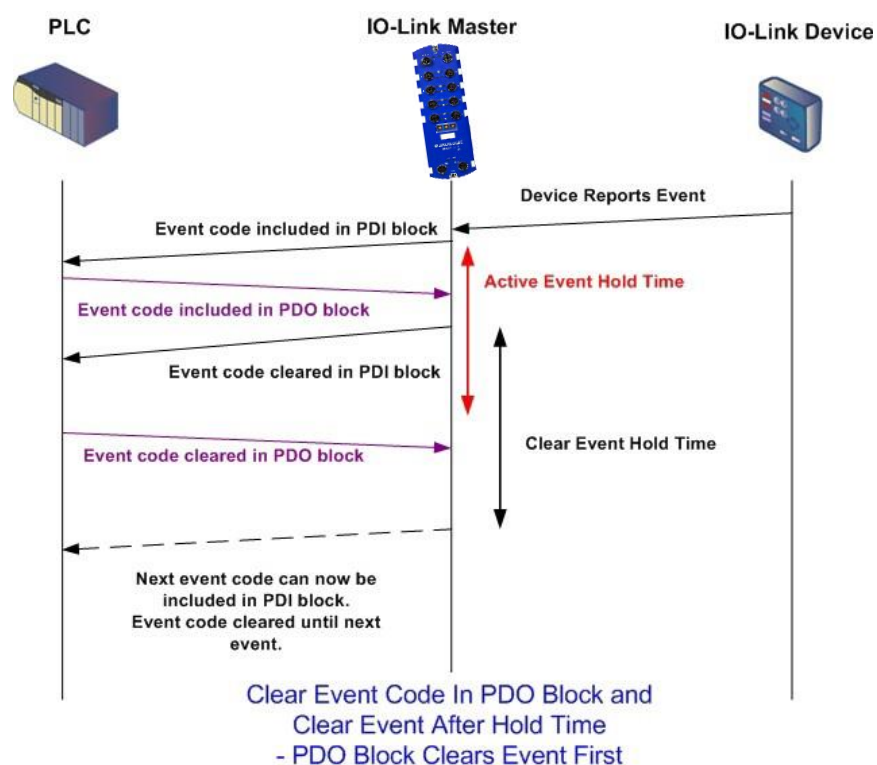 PLC
IO-Link Master
IO-Link Device
Device Reports Event
Event code included in PDI block
Active Event Hold Time
Event code included in PDO block
Event code cleared in PDI block
Clear Event Hold Time
Event code cleared in PDO block
Next event code can now be
included in PDI block.
Event code cleared until next
event.
Clear Event Code In PDO Block and
Clear Event After Hold Time
- PDO Block Clears Event First